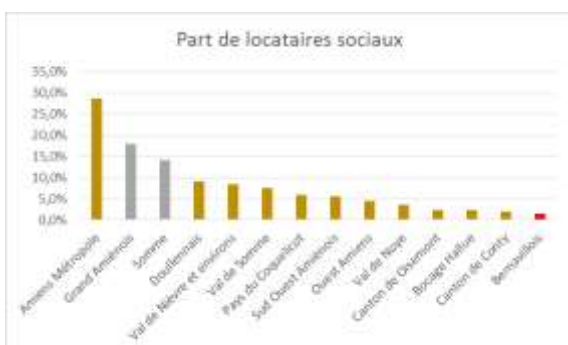 Part de locataires sociaux
35,0%
30,0%
25,0%
20,0%
15,0%
10,0%
5,0%
0,0%
Amiens Métropole
Grand Amiénois
Somme
Doullennais
Val de Nièvre et environs
Val de Somme
Pays du Coquelicot
Sud Ouest Amiénois
Ouest Amiens
Val de Noye
Canton de Oisemont
Bocage Hallue
Canton de Conty
Bernavillois